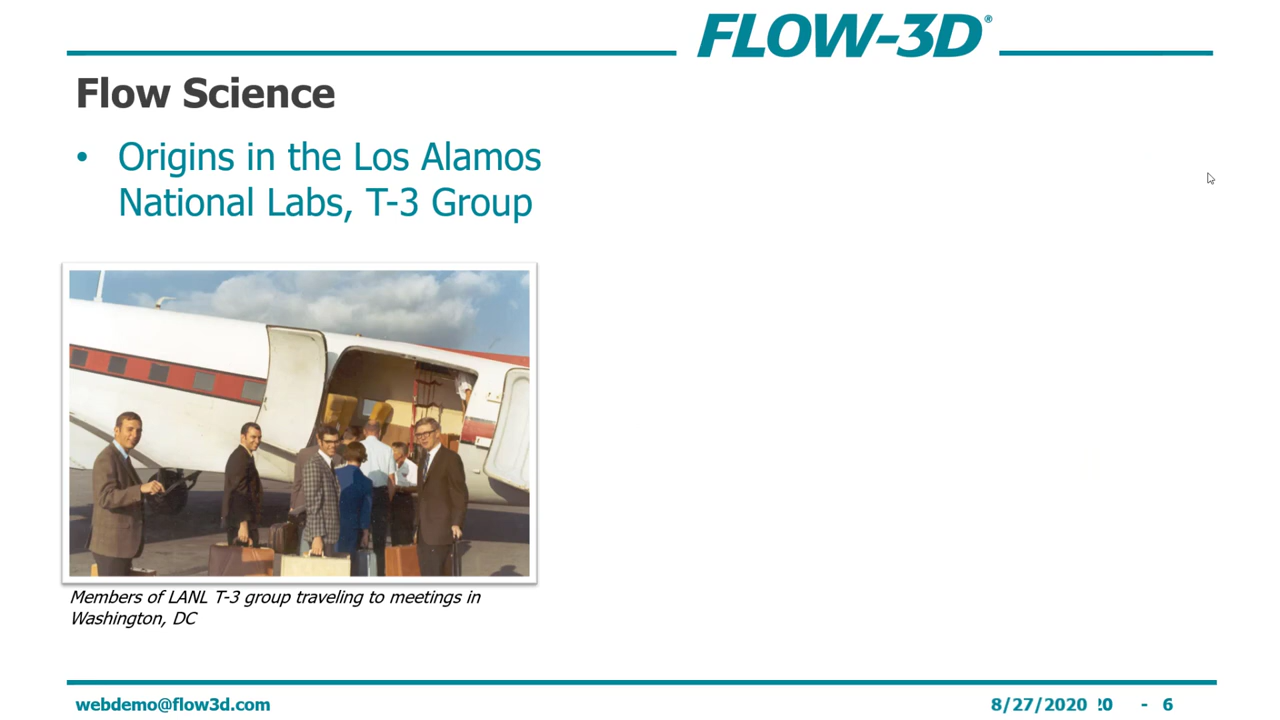 FLOW-3D®
Flow Science
• Origins in the Los Alamos
National Labs, T-3 Group
Members of LANL T-3 group traveling to meetings in
Washington, DC
webdemo@flow3d.com
8/27/2020 20 - 6